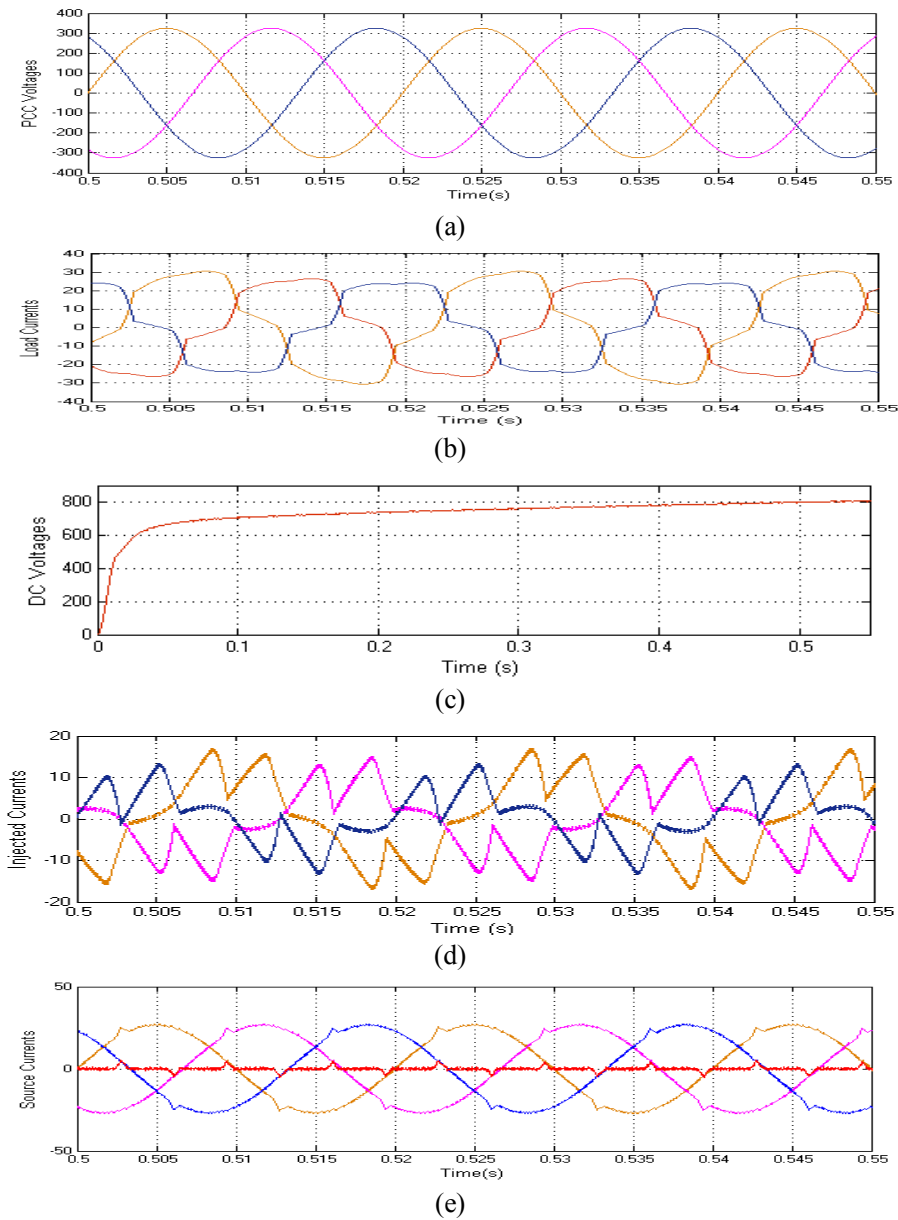 PCC Voltages
400
300
200
100
0
-100
-200
-300
-400
0.5 0.505 0.51 0.515 0.52 0.525 0.53 0.535 0.54 0.545 0.55
Time(s)
(a)
Load Currents
40
30
20
10
0
-10
-20
-30
-40
0.5 0.505 0.51 0.515 0.52 0.525 0.53 0.535 0.54 0.545 0.55
Time (s)
(b)
DC Voltages
800
600
400
200
0
0 0.1 0.2 0.3 0.4 0.5
Time (s)
(c)
Injected Currents
20
10
0
-10
-20
0.5 0.505 0.51 0.515 0.52 0.525 0.53 0.535 0.54 0.545 0.55
Time (s)
(d)
Source Currents
50
0
-50
0.5 0.505 0.51 0.515 0.52 0.525 0.53 0.535 0.54 0.545 0.55
Time(s)
(e)